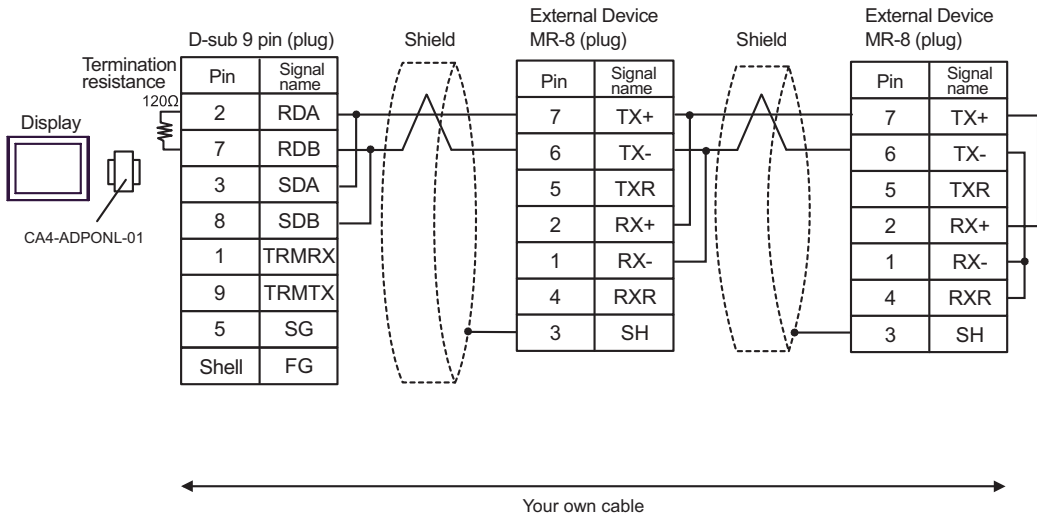 External Device
MR-8 (plug)
External Device
MR-8 (plug)
D-sub 9 pin (plug)
Shield
Shield
Termination
resistance
120Ω
Display
CA4-ADPONL-01
Pin Signal name
2 RDA
7 RDB
3 SDA
8 SDB
1 TRMRX
9 TRMTX
5 SG
Shell FG
Pin Signal name
7 TX+
6 TX-
5 TXR
2 RX+
1 RX-
4 RXR
3 SH
Pin Signal name
7 TX+
6 TX-
5 TXR
2 RX+
1 RX-
4 RXR
3 SH
Your own cable